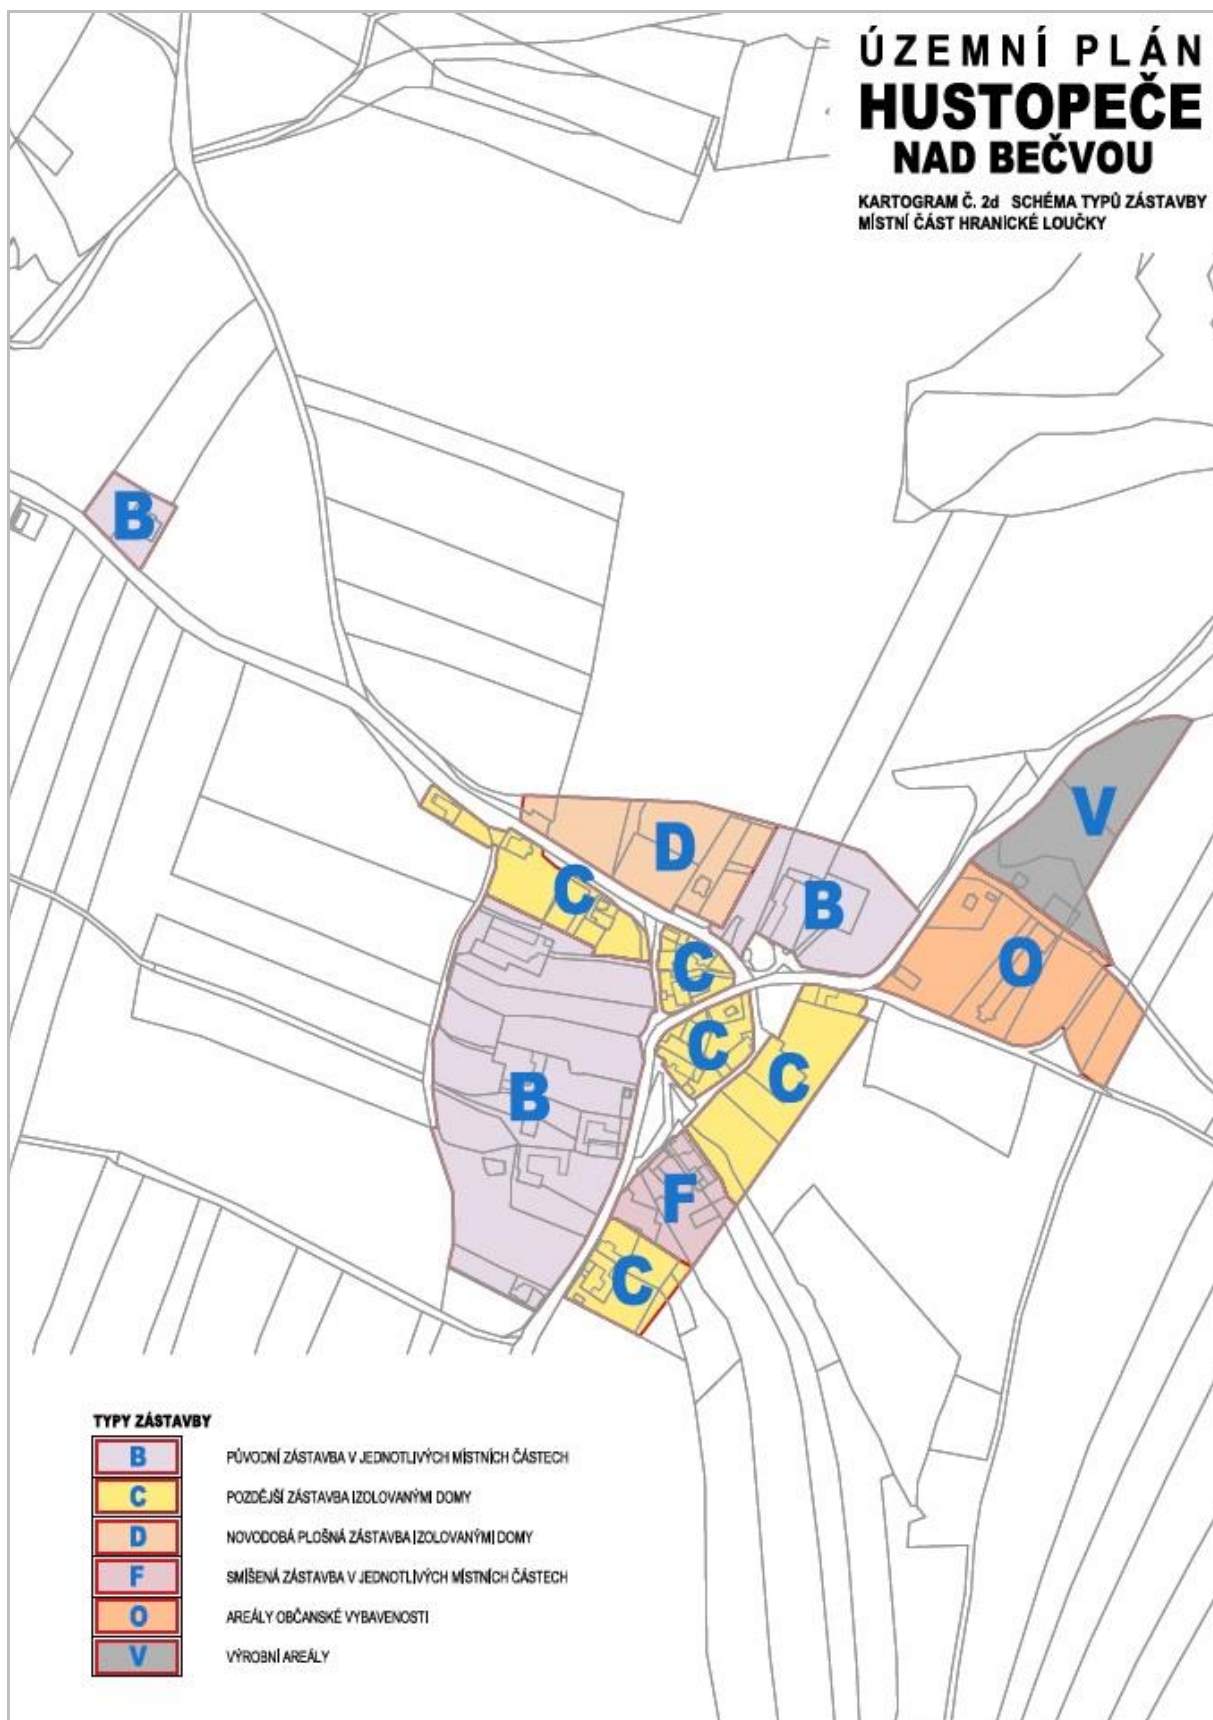 ÚZEMNÍ PLÁN
HUSTOPEČE
NAD BEČVOU
KARTOGRAM Č. 2d SCHÉMA TYPŮ ZÁSTAVBY
MÍSTNÍ ČÁST HRANICKÉ LOUČKY
B
V
D
C
B
C
O
C
C
B
F
C
TYPY ZÁSTAVBY
B PŮVODNÍ ZÁSTAVBA V JEDNOTLIVÝCH MÍSTNÍCH ČÁSTECH
C POZDĚJŠÍ ZÁSTAVBA IZOLOVANÝMI DOMY
D NOVODOBÁ PLOŠNÁ ZÁSTAVBA IZOLOVANÝMI DOMY
F SMÍŠENÁ ZÁSTAVBA V JEDNOTLIVÝCH MÍSTNÍCH ČÁSTECH
O AREÁLY OBČANSKÉ VYBAVENOSTI
V VÝROBNÍ AREÁLY